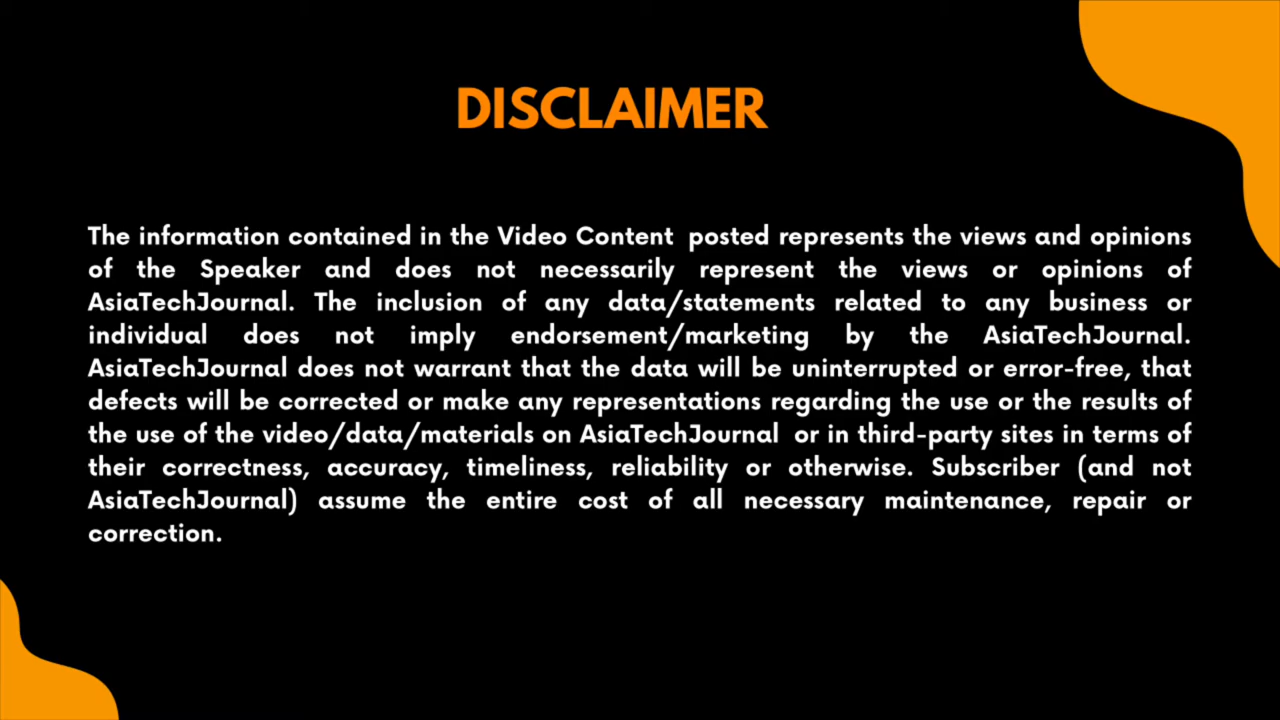 DISCLAIMER
The information contained in the Video Content posted represents the views and opinions
of the Speaker and does not necessarily represent the views or opinions of
AsiaTechJournal. The inclusion of any data/statements related to any business or
individual does not imply endorsement/marketing by the AsiaTechJournal.
AsiaTechJournal does not warrant that the data will be uninterrupted or error-free, that
defects will be corrected or make any representations regarding the use or the results of
the use of the video/data/materials on AsiaTechJournal or in third-party sites in terms of
their correctness, accuracy, timeliness, reliability or otherwise. Subscriber (and not
AsiaTechJournal) assume the entire cost of all necessary maintenance, repair or
correction.